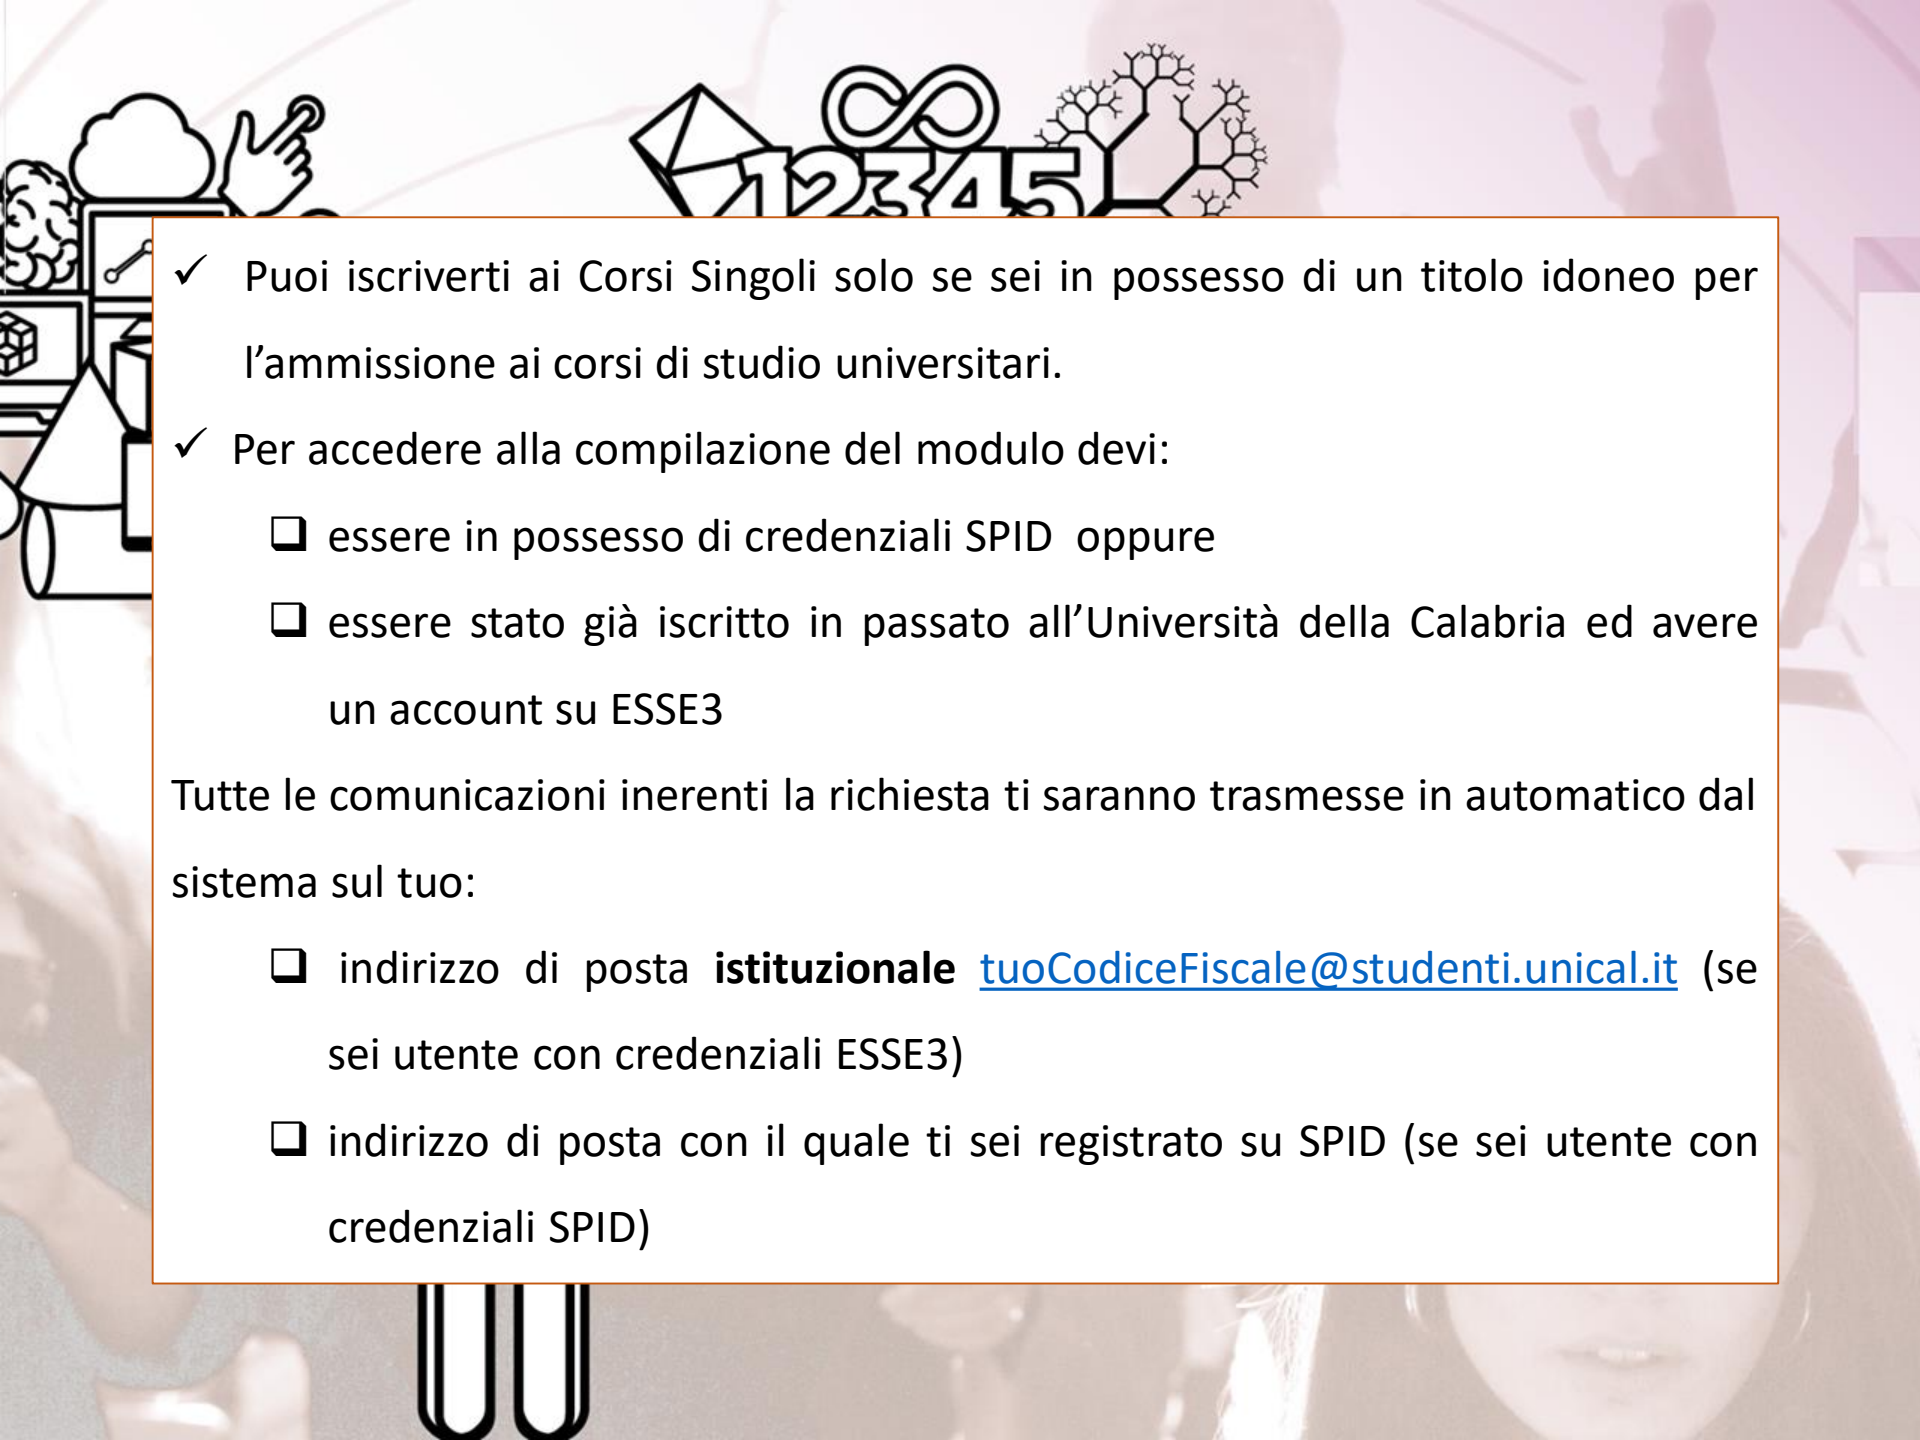 12345
✓ Puoi iscriverti ai Corsi Singoli solo se sei in possesso di un titolo idoneo per
l’ammissione ai corsi di studio universitari.
✓ Per accedere alla compilazione del modulo devi:
❑ essere in possesso di credenziali SPID oppure
❑ essere stato già iscritto in passato all’Università della Calabria ed avere
un account su ESSE3
Tutte le comunicazioni inerenti la richiesta ti saranno trasmesse in automatico dal
sistema sul tuo:
❑ indirizzo di posta istituzionale tuoCodiceFiscale@studenti.unical.it (se
sei utente con credenziali ESSE3)
❑ indirizzo di posta con il quale ti sei registrato su SPID (se sei utente con
credenziali SPID)